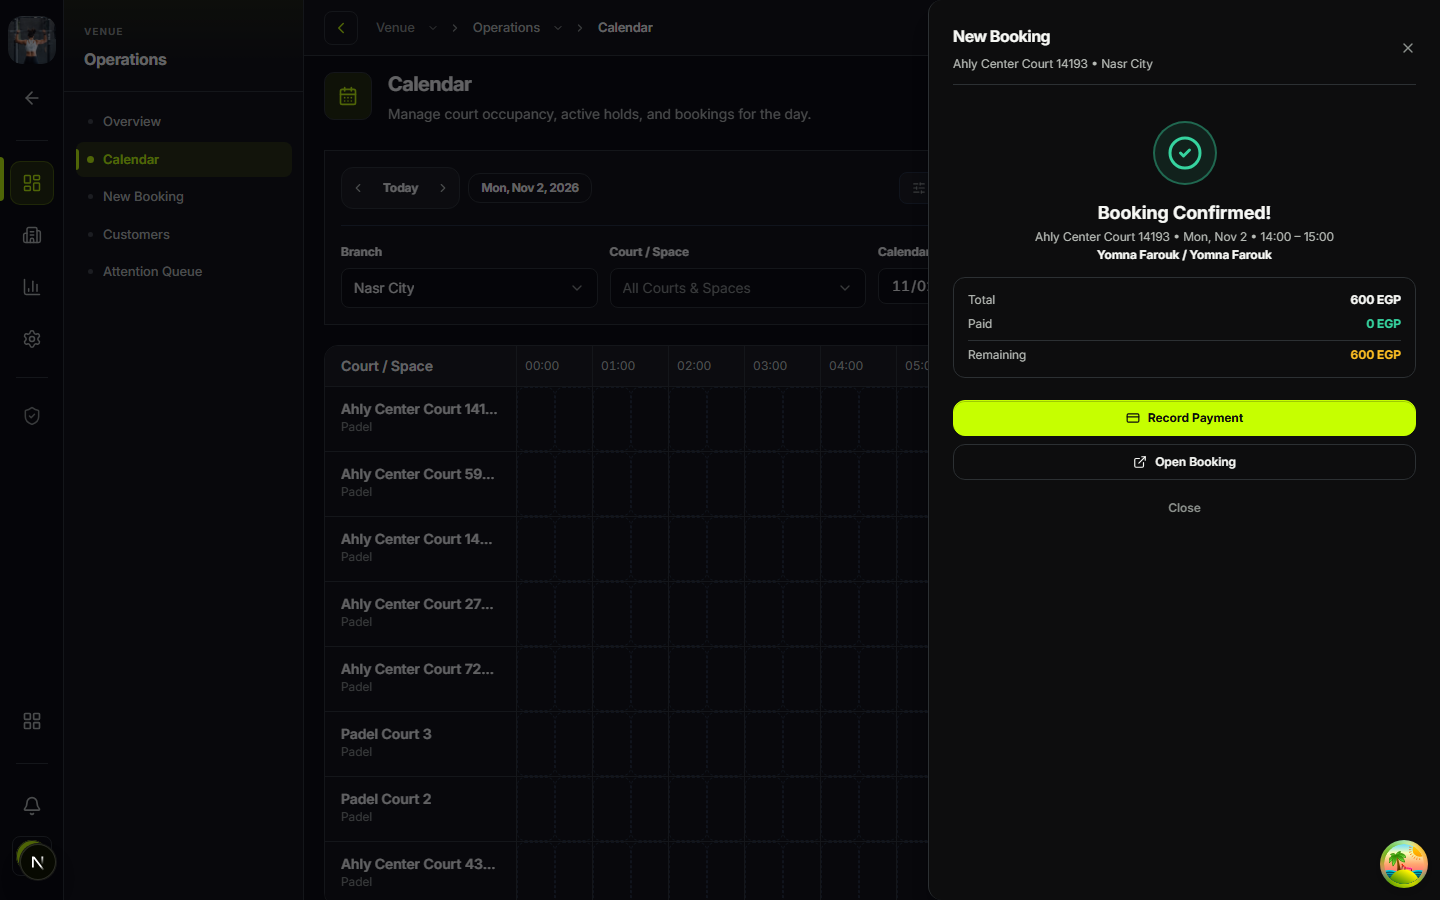 VENUE
Operations
Overview
Calendar
New Booking
Customers
Attention Queue
Venue
Operations
Calendar
Calendar
Manage court occupancy, active holds, and bookings for the day.
Today
Mon, Nov 2, 2026
Branch
Court / Space
Calendar
Nasr City
All Courts & Spaces
11/0
Court / Space
00:00
01:00
02:00
03:00
04:00
05:0
Ahly Center Court 141...
Padel
Ahly Center Court 59...
Padel
Ahly Center Court 14...
Padel
Ahly Center Court 27...
Padel
Ahly Center Court 72...
Padel
Padel Court 3
Padel
Padel Court 2
Padel
Ahly Center Court 43...
Padel
N
New Booking
Ahly Center Court 14193 • Nasr City
Booking Confirmed!
Ahly Center Court 14193 • Mon, Nov 2 • 14:00 – 15:00
Yomna Farouk / Yomna Farouk
Total 600 EGP
Paid 0 EGP
Remaining 600 EGP
Record Payment
Open Booking
Close